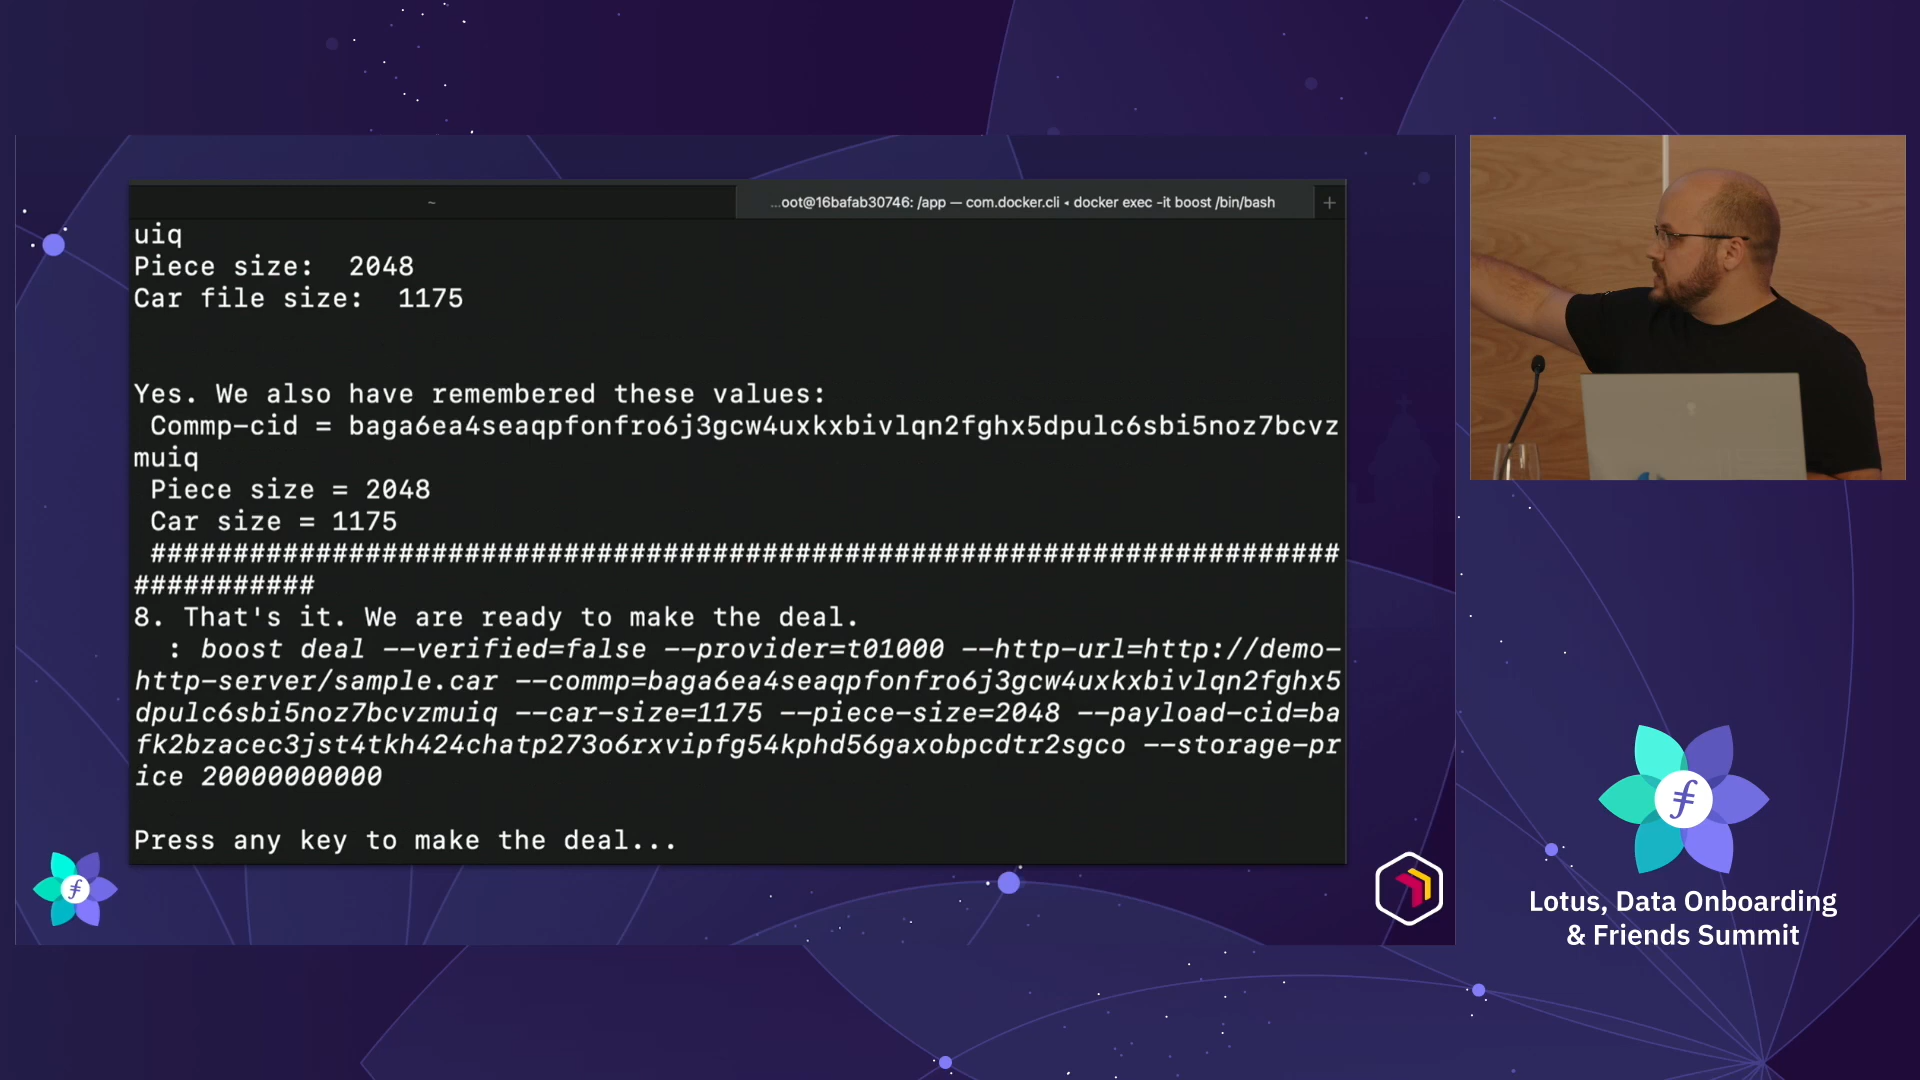 ~
...oot@16bafab30746: /app — com.docker.cli ◂ docker exec -it boost /bin/bash
+
uiq
Piece size:  2048
Car file size:  1175
Yes. We also have remembered these values:
Commp-cid = baga6ea4seaqpfonfro6j3gcw4uxkxbivlqn2fghx5dpulc6sbi5noz7bcvz
muiq
Piece size = 2048
Car size = 1175
########################################################################
###########
8. That's it. We are ready to make the deal.
: boost deal --verified=false --provider=t01000 --http-url=http://demo-
http-server/sample.car --commp=baga6ea4seaqpfonfro6j3gcw4uxkxbivlqn2fghx5
dpulc6sbi5noz7bcvzmuiq --car-size=1175 --piece-size=2048 --payload-cid=ba
fk2bzacec3jst4tkh424chatp273o6rxvipfg54kphd56gaxobpcdtr2sgco --storage-pr
ice 20000000000
Press any key to make the deal...
Lotus, Data Onboarding
& Friends Summit